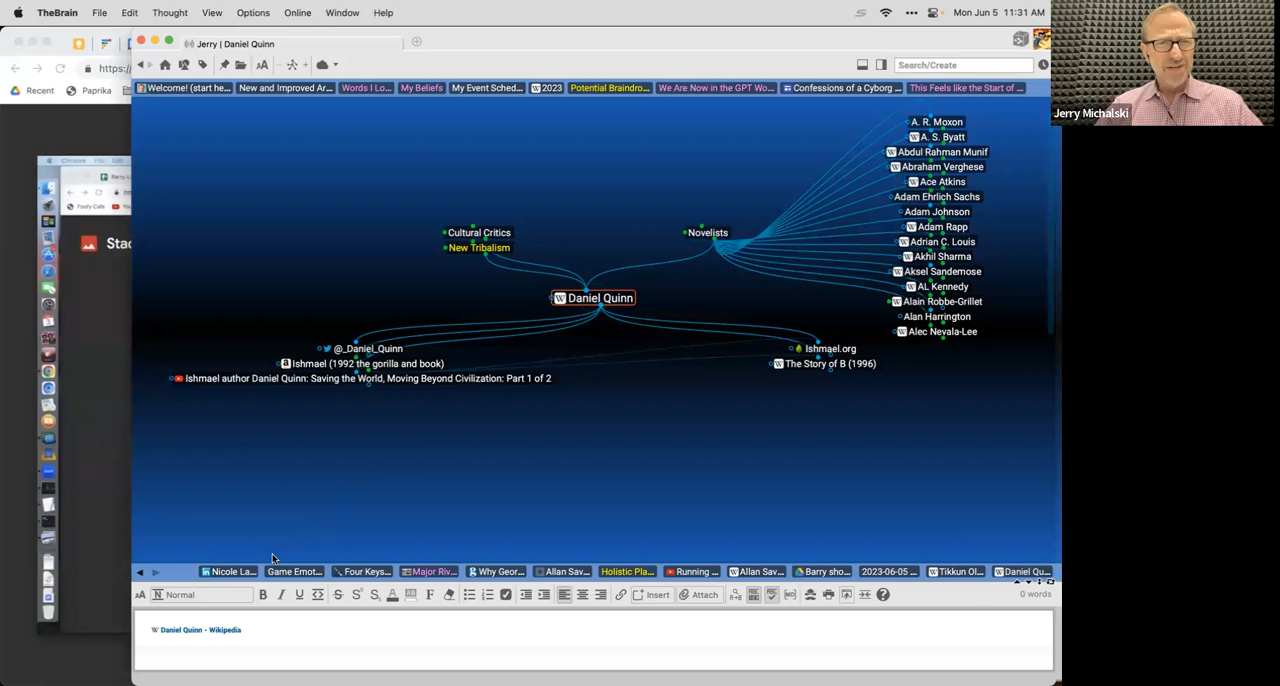 TheBrain File Edit Thought View Options Online Window Help Mon Jun 5 11:31 AM
Jerry | Daniel Quinn
https:/
Search/Create
Recent Paprika
Welcome! (start he... New and Improved Ar... Words I Lo... My Beliefs My Event Sched... 2023 Potential Braindro... We Are Now in the GPT Wo... Confessions of a Cyborg ... This Feels like the Start of ...
Jerry Michalski
A. R. Moxon
A. S. Byatt
Abdul Rahman Munif
Abraham Verghese
Ace Atkins
Adam Ehrlich Sachs
Adam Johnson
Adam Rapp
Adrian C. Louis
Akhil Sharma
Aksel Sandemose
AL Kennedy
Alain Robbe-Grillet
Alan Harrington
Alec Nevala-Lee
Cultural Critics
New Tribalism
Novelists
Daniel Quinn
@_Daniel_Quinn
Ishmael (1992 the gorilla and book)
Ishmael author Daniel Quinn: Saving the World, Moving Beyond Civilization: Part 1 of 2
Ishmael.org
The Story of B (1996)
Chrome File
Stac
Nicole La... Game Emot... Four Keys... Major Riv... Why Geor... Allan Sav... Holistic Pla... Running ... Allan Sav... Barry sho... 2023-06-05 ... Tikkun Ol... Daniel Qu...
Normal Insert Attach 0 words
Daniel Quinn - Wikipedia